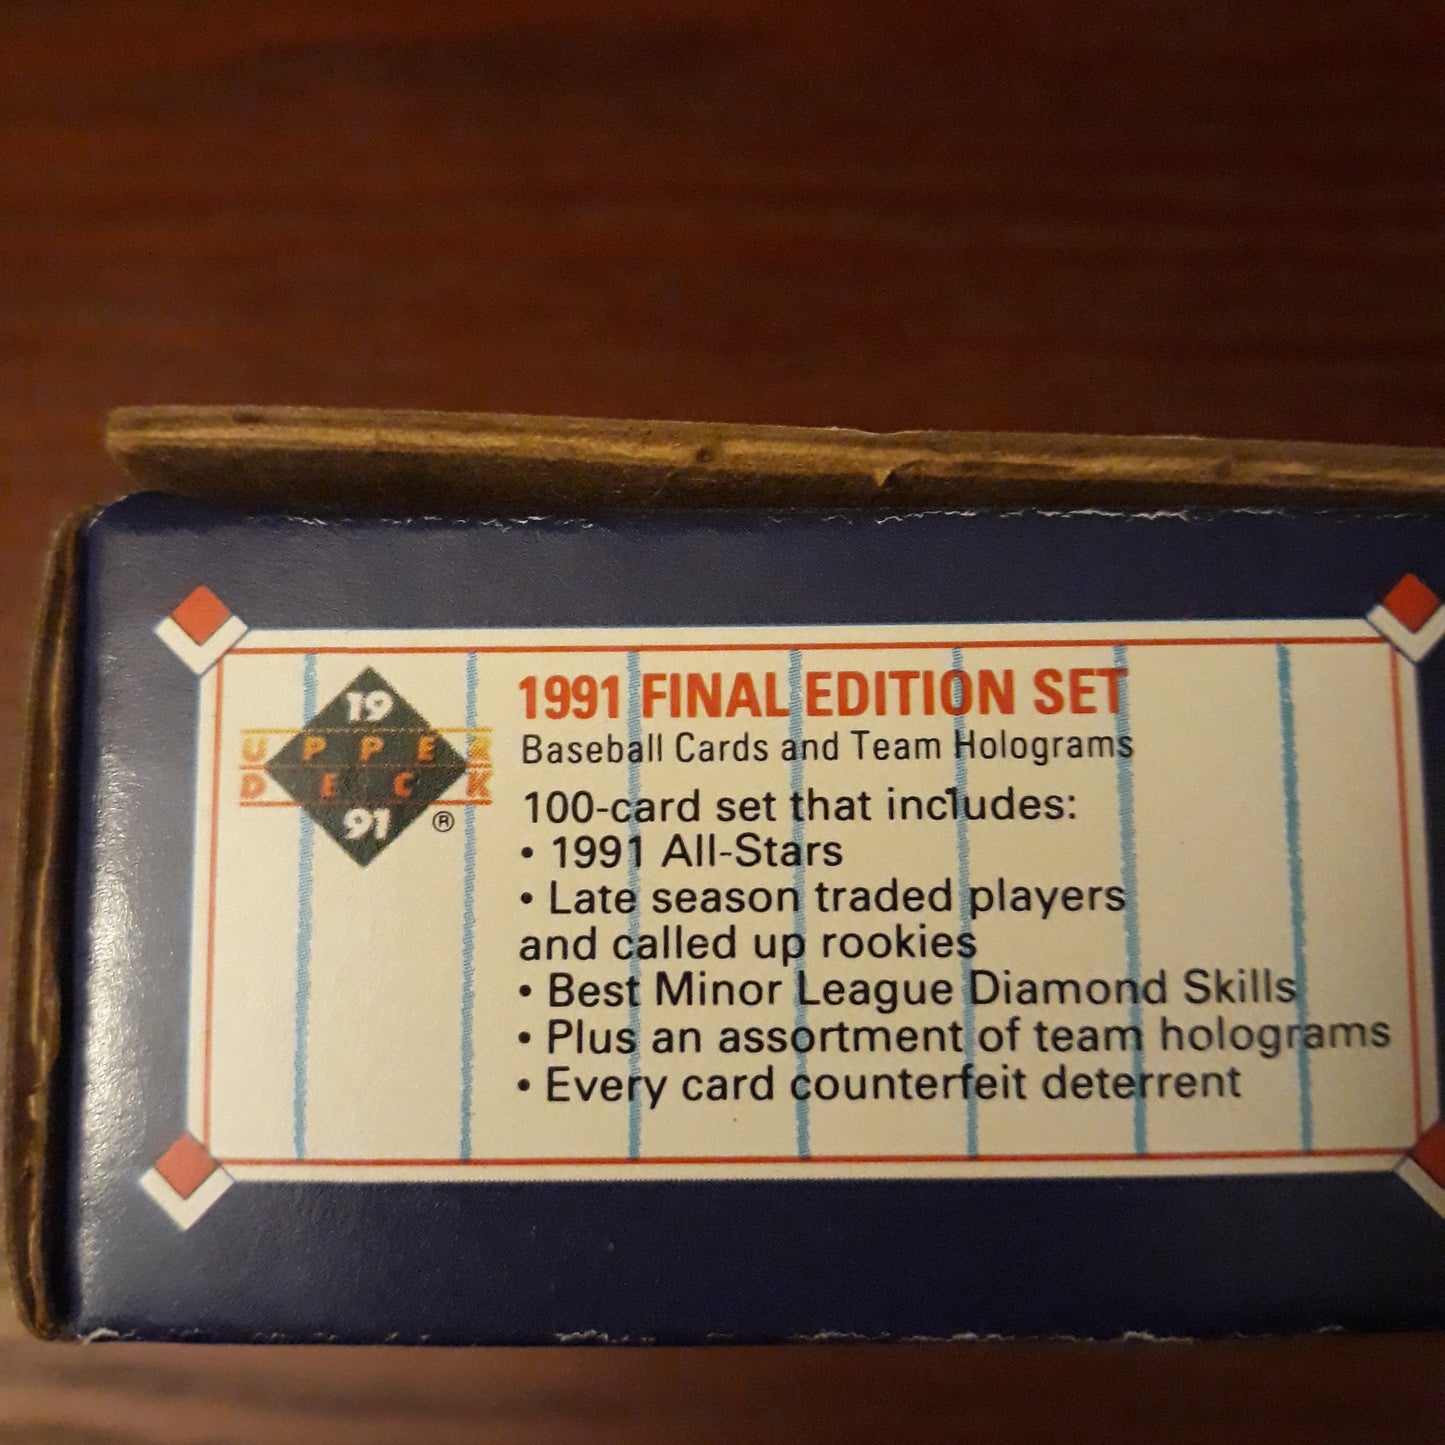 19
UPPER
DECK
91
®
1991 FINAL EDITION SET
Baseball Cards and Team Holograms
100-card set that includes:
• 1991 All-Stars
• Late season traded players
and called up rookies
• Best Minor League Diamond Skills
• Plus an assortment of team holograms
• Every card counterfeit deterrent